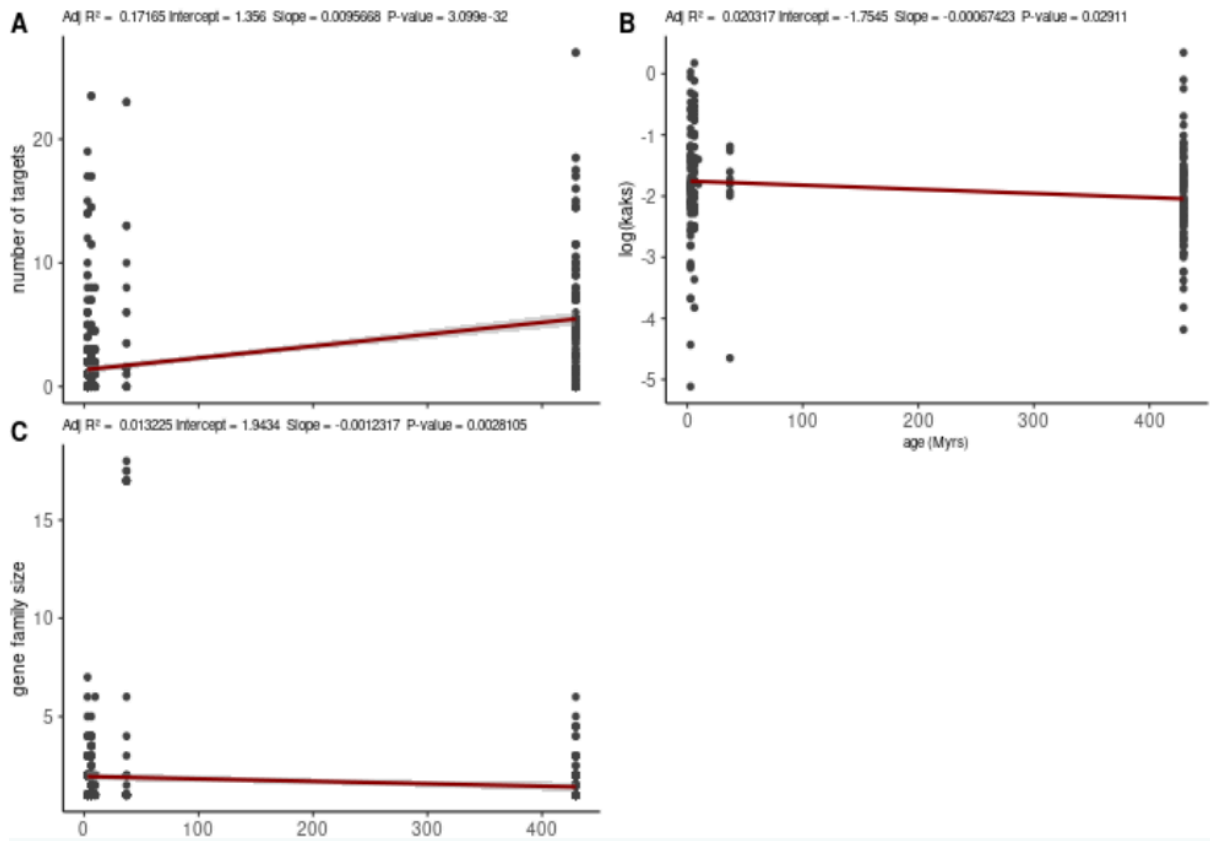 A
Adj R² = 0.17165 Intercept = 1.356 Slope = 0.0095668 P-value = 3.099e-32
number of targets
20
10
0
B
Adj R² = 0.020317 Intercept = -1.7545 Slope = -0.00067423 P-value = 0.02911
log(kaks)
0
-1
-2
-3
-4
-5
0 100 200 300 400
age (Myrs)
C
Adj R² = 0.013225 Intercept = 1.9434 Slope = -0.0012317 P-value = 0.0028105
gene family size
15
10
5
0 100 200 300 400